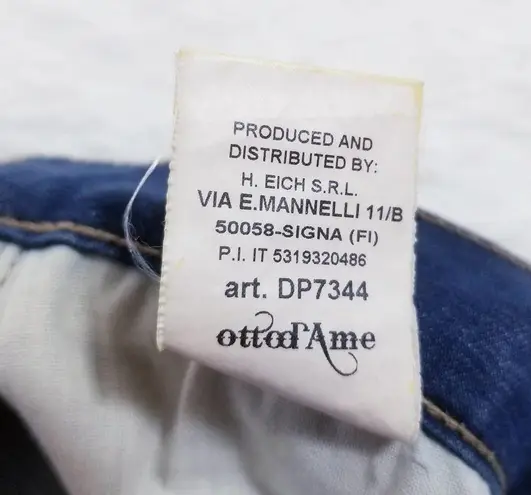 PRODUCED AND
DISTRIBUTED BY:
H. EICH S.R.L.
VIA E.MANNELLI 11/B
50058-SIGNA (FI)
P.I. IT 5319320486
art. DP7344
ottod'Ame